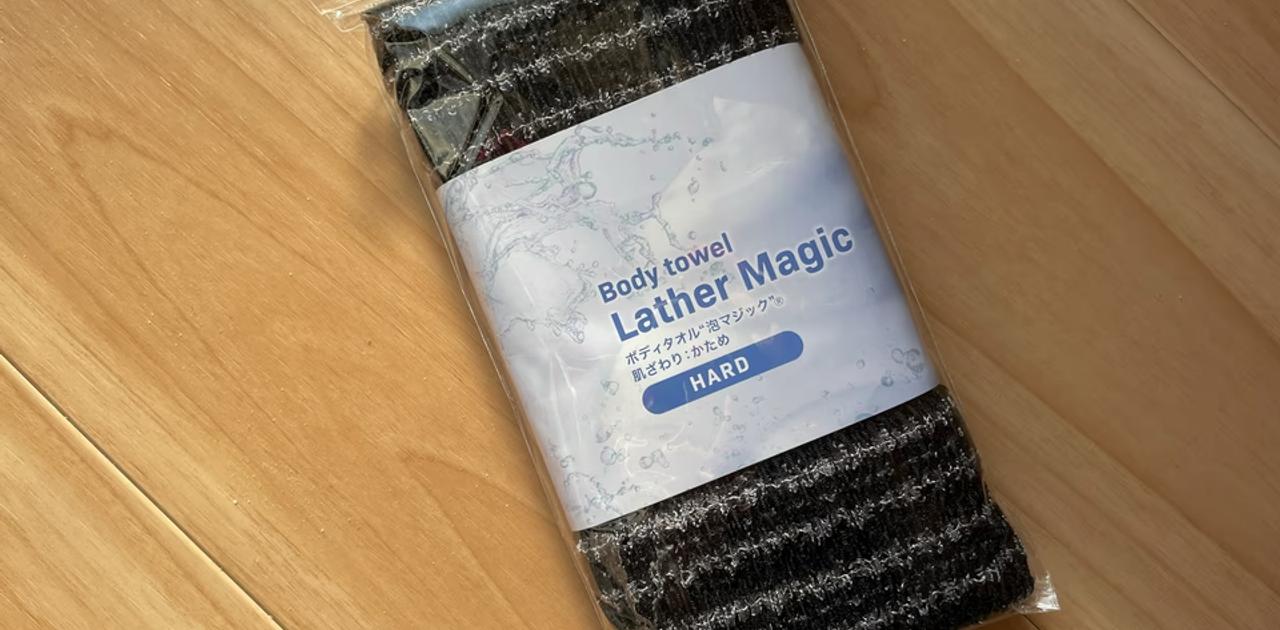 Body towel
Lather Magic
ボディタオル"泡マジック"®
肌ざわり:かため
HARD